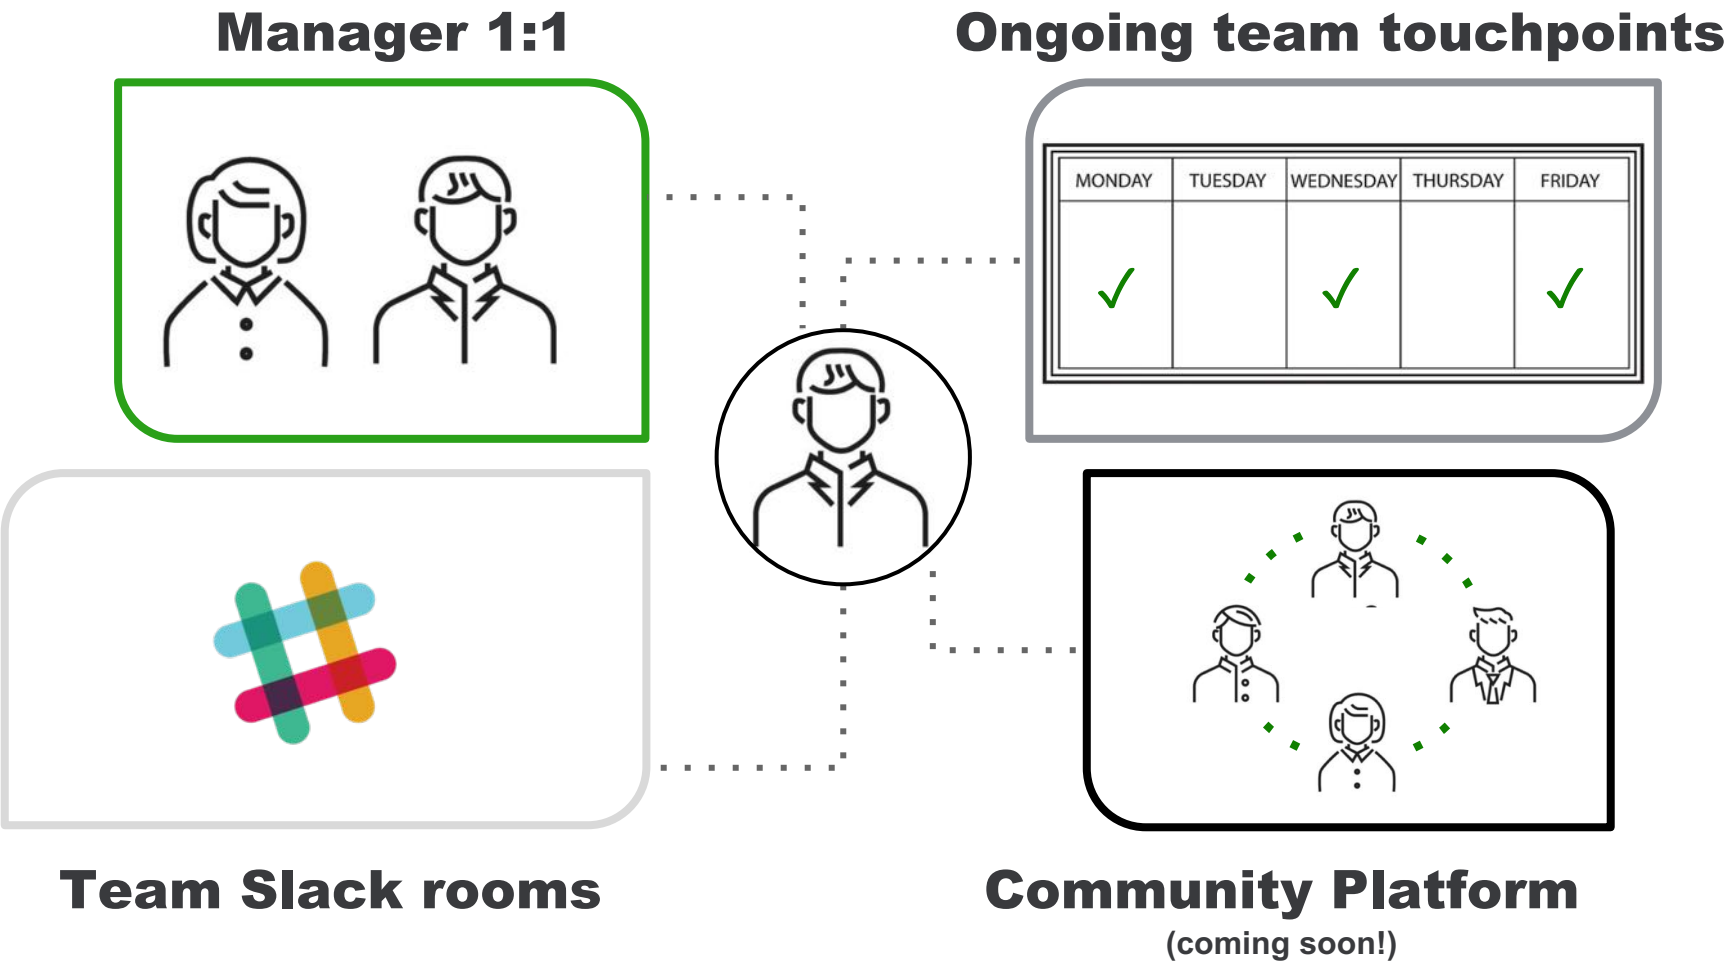 Manager 1:1
Ongoing team touchpoints
MONDAY TUESDAY WEDNESDAY THURSDAY FRIDAY
Team Slack rooms
Community Platform
(coming soon!)